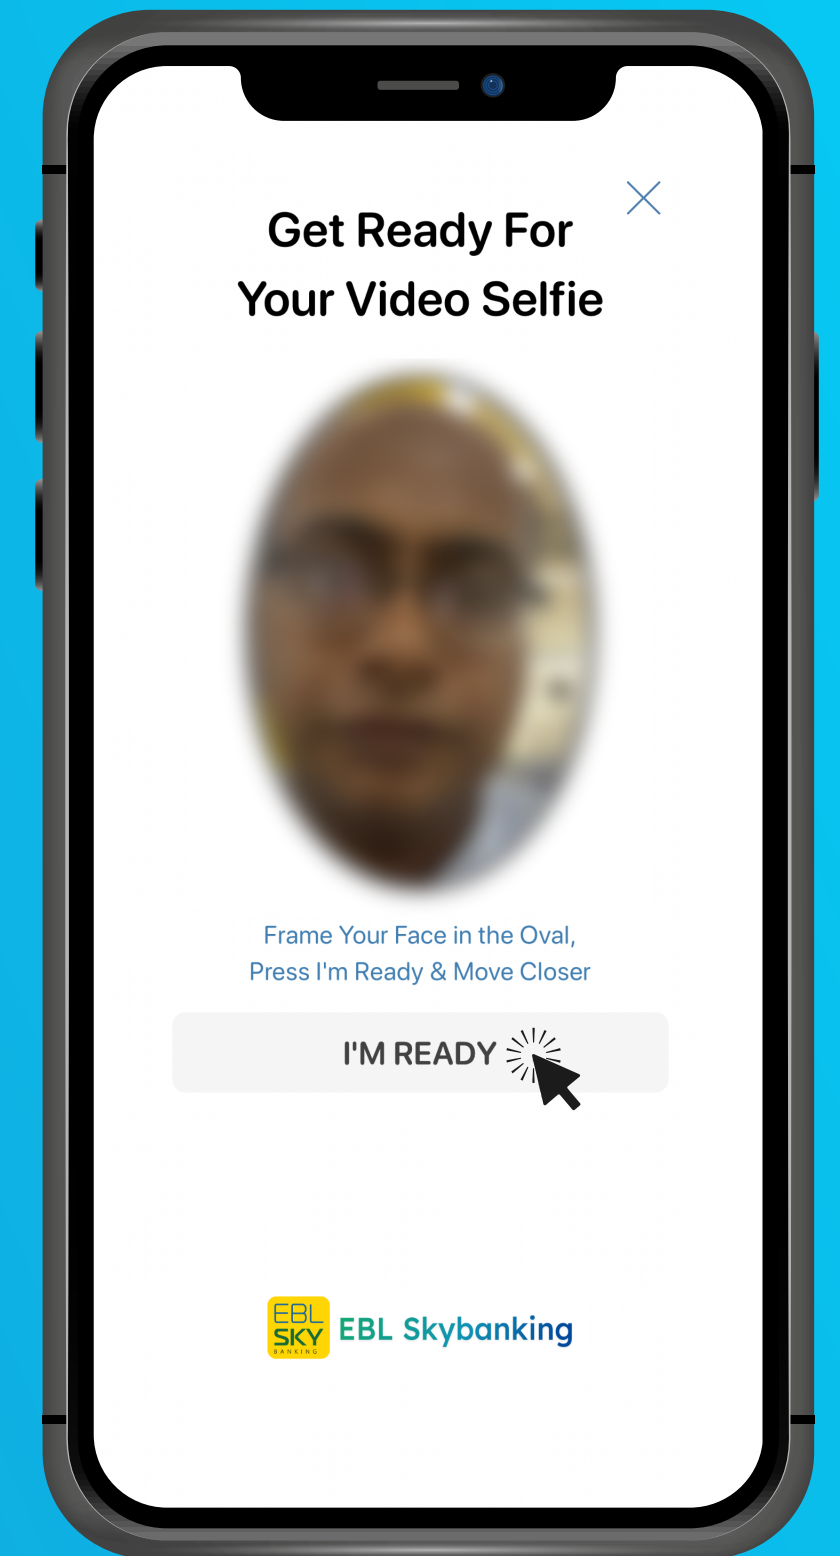 Get Ready For
Your Video Selfie
Frame Your Face in the Oval,
Press I'm Ready & Move Closer
I'M READY
EBL
SKY
BANKING
EBL Skybanking